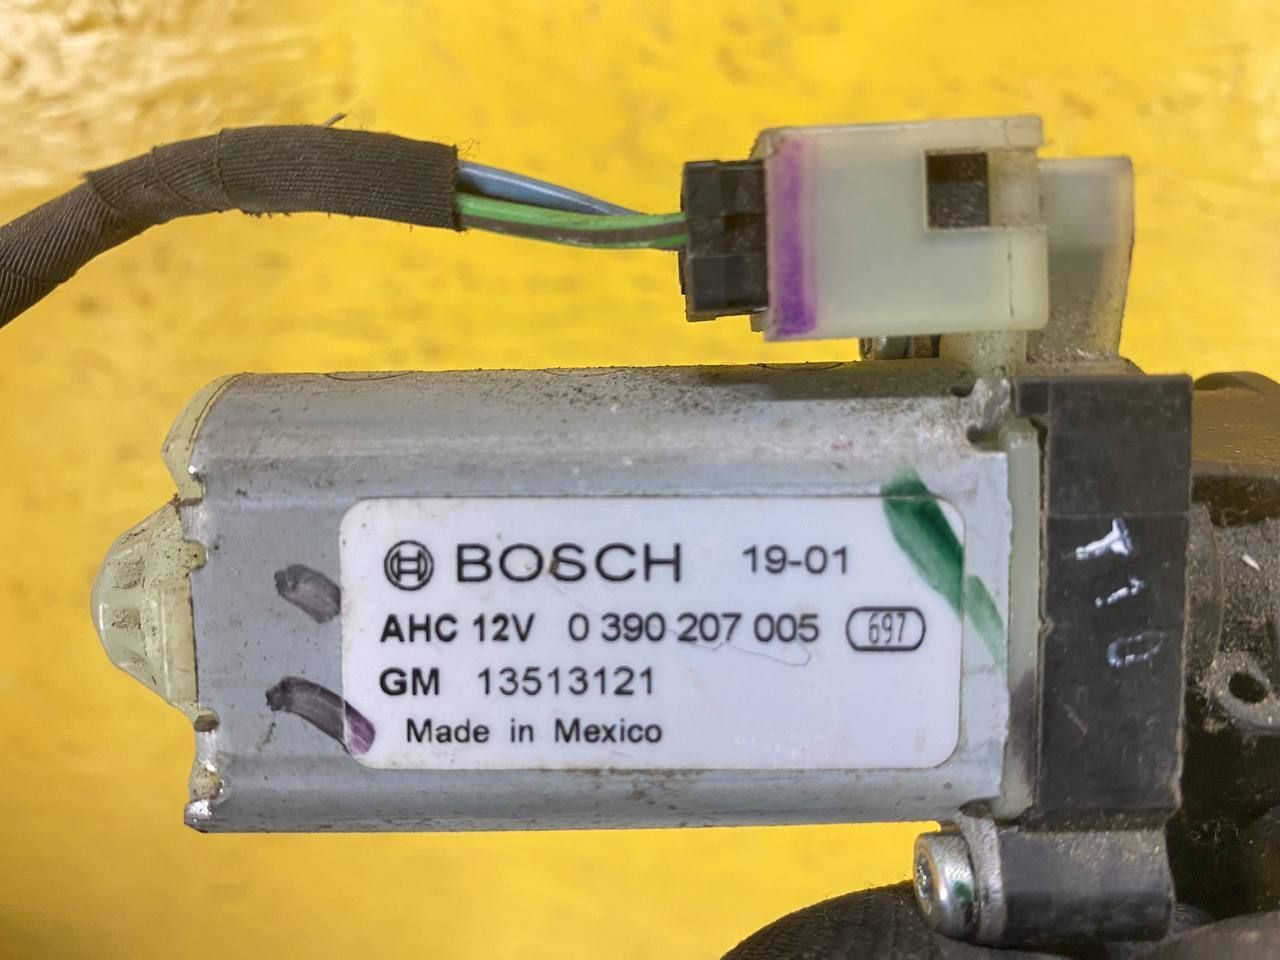 BOSCH 19-01
AHC 12V 0 390 207 005 697
GM 13513121
Made in Mexico